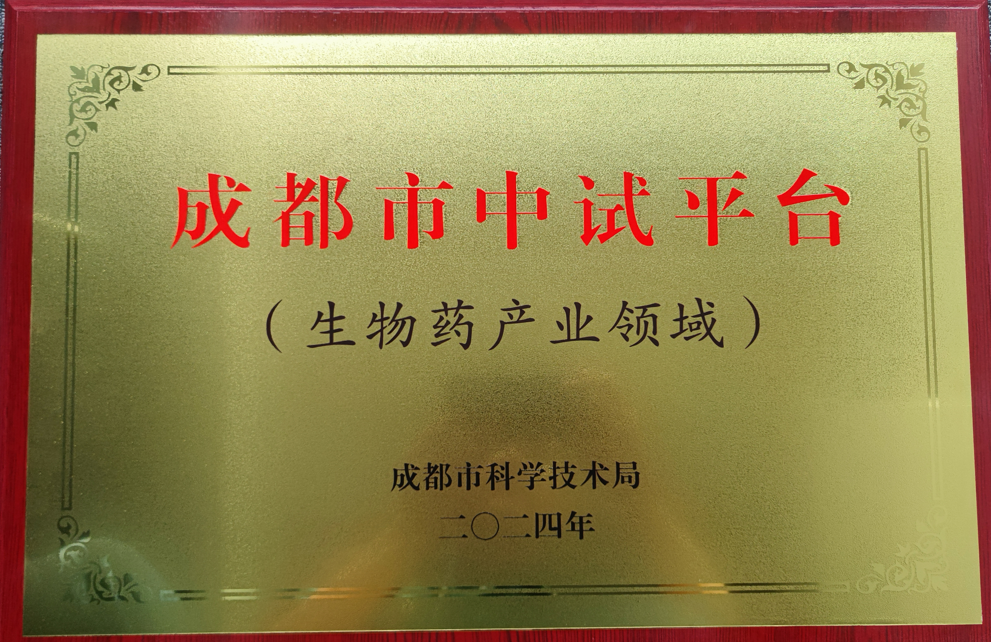 成都市中试平台
（生物药产业领域）
成都市科学技术局
二〇二四年